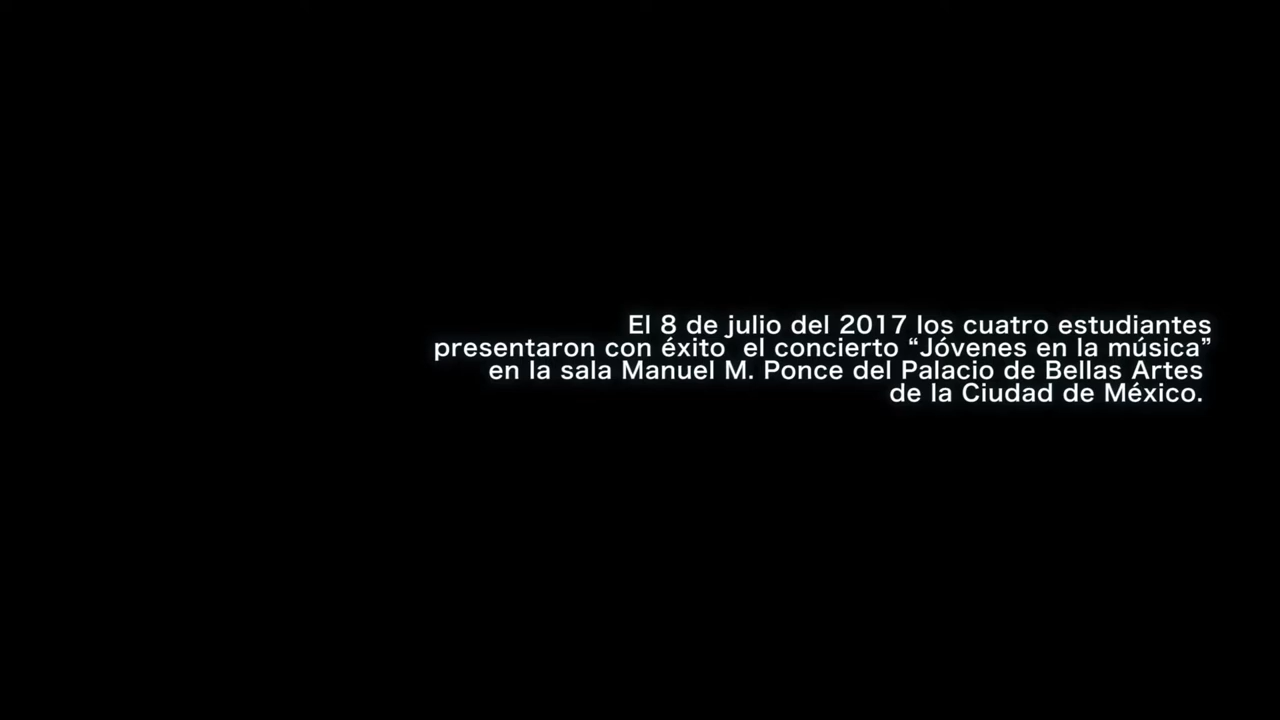 El 8 de julio del 2017 los cuatro estudiantes
presentaron con éxito  el concierto “Jóvenes en la música”
en la sala Manuel M. Ponce del Palacio de Bellas Artes
de la Ciudad de México.